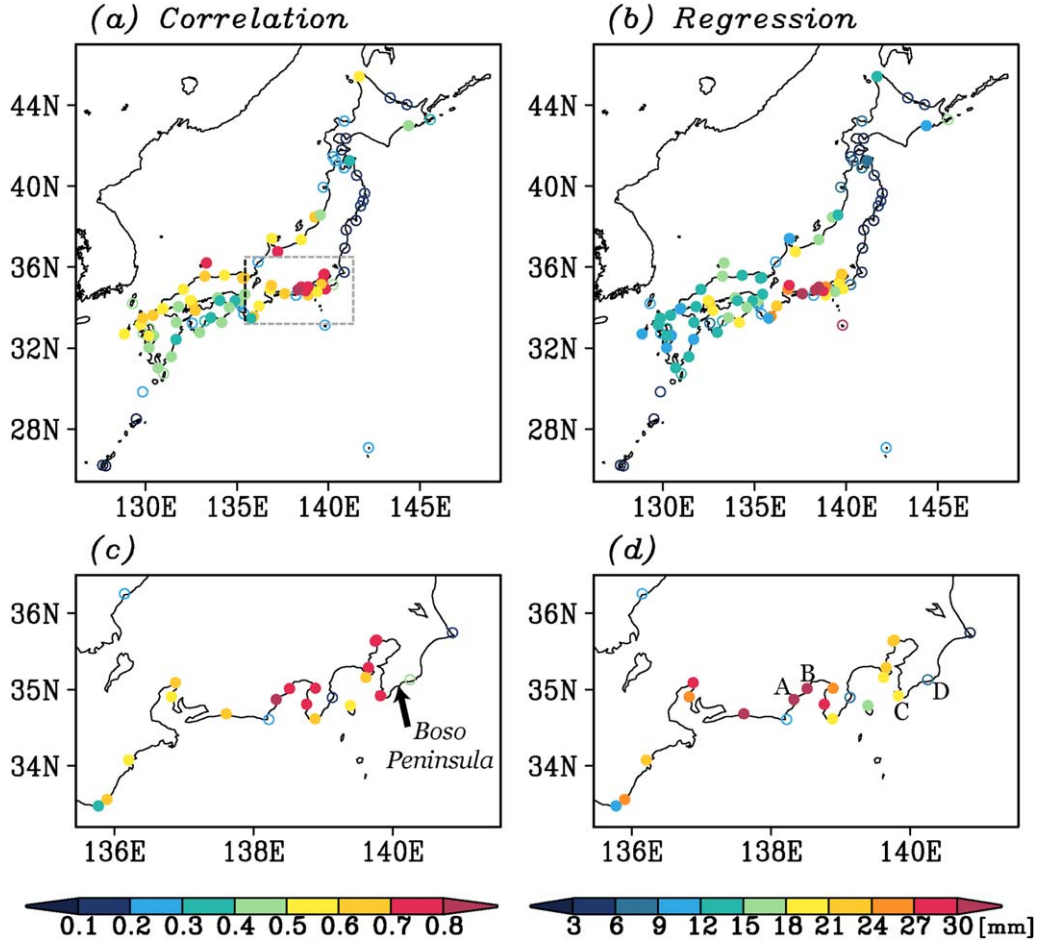 (a) Correlation
(b) Regression
44N
40N
36N
32N
28N
130E 135E 140E 145E
44N
40N
36N
32N
28N
130E 135E 140E 145E
(c)
(d)
36N
35N
34N
136E 138E 140E
Boso
Peninsula
36N
35N
34N
136E 138E 140E
A
B
C
D
0.1 0.2 0.3 0.4 0.5 0.6 0.7 0.8
3 6 9 12 15 18 21 24 27 30 [mm]